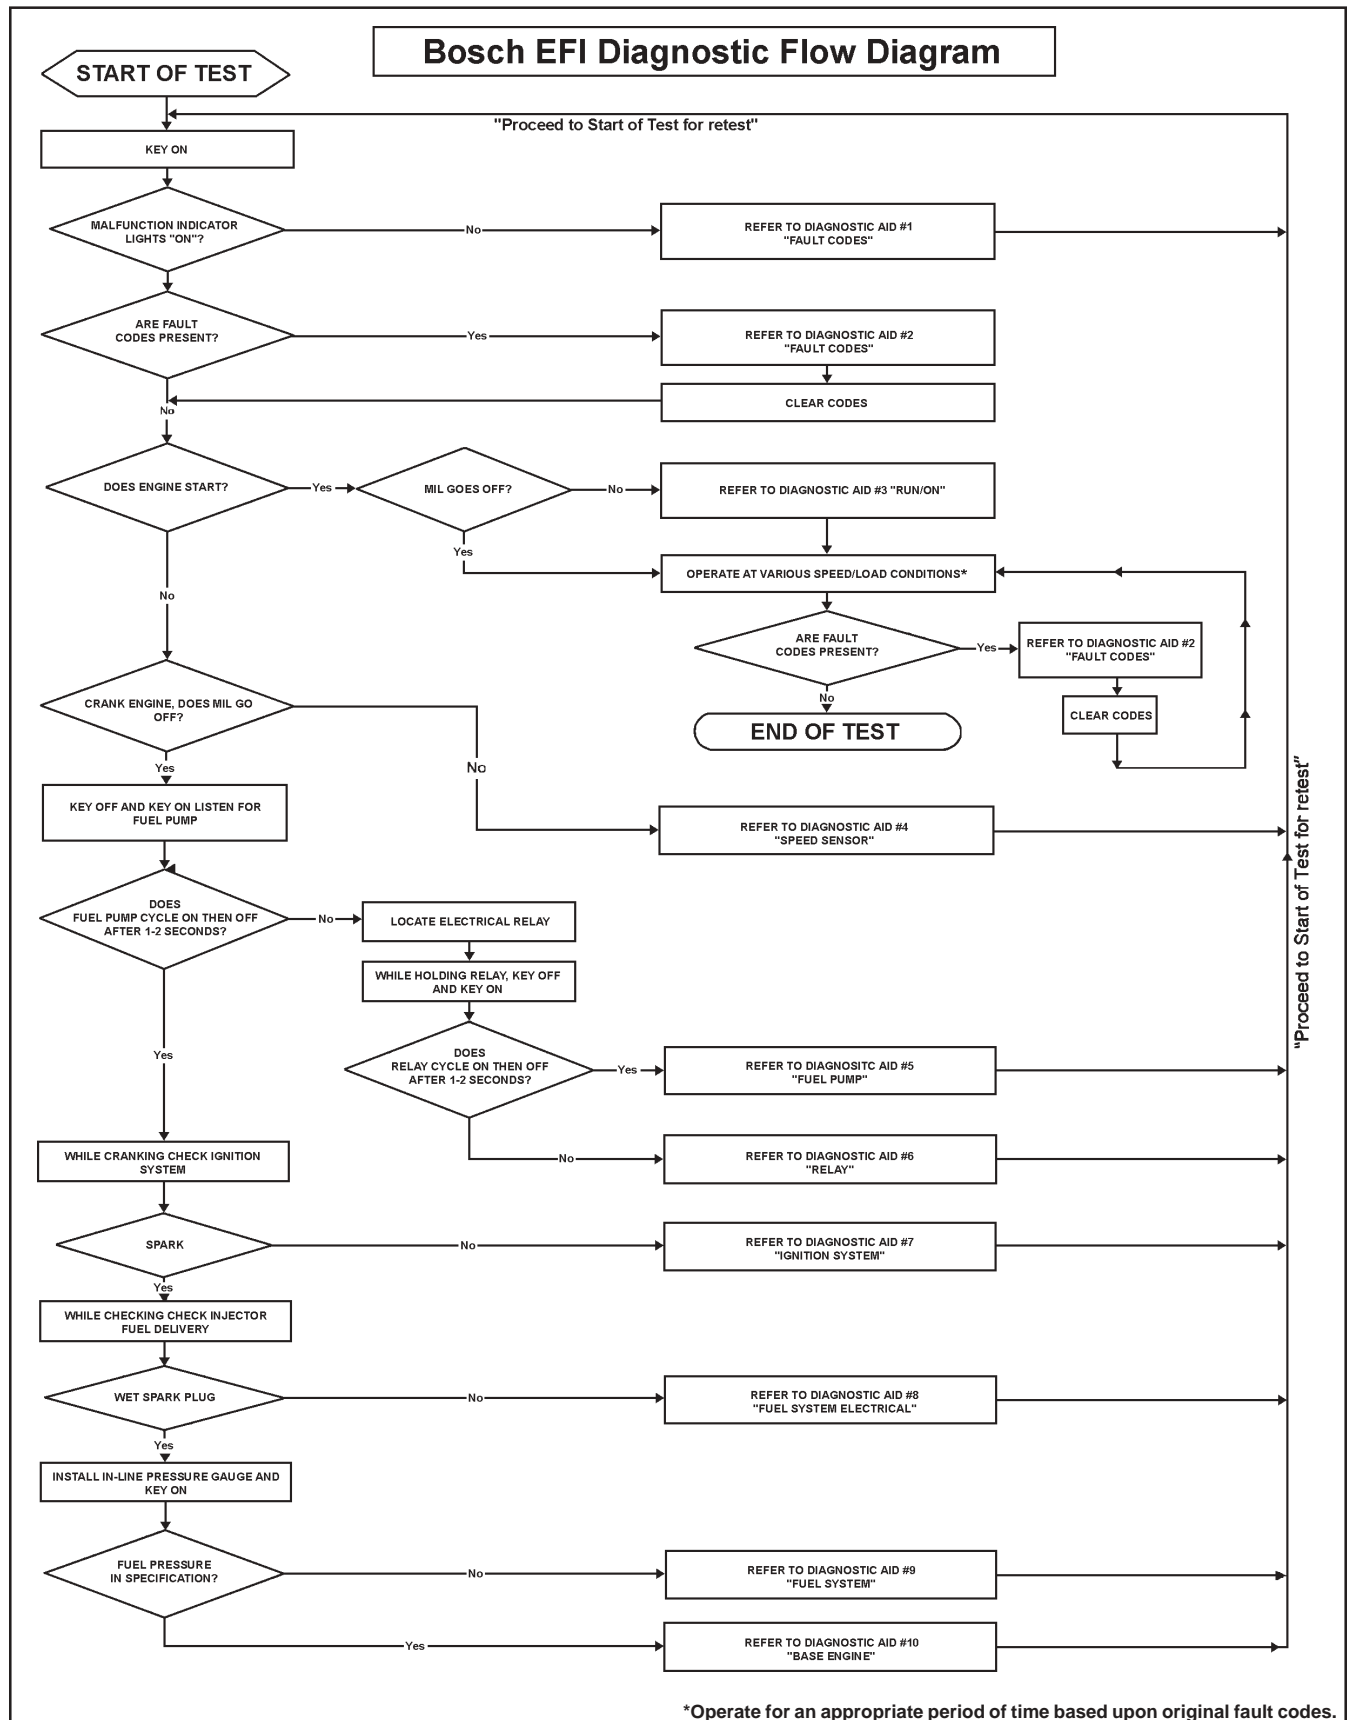 Bosch EFI Diagnostic Flow Diagram
START OF TEST
"Proceed to Start of Test for retest"
KEY ON
MALFUNCTION INDICATOR
LIGHTS "ON"?
No
REFER TO DIAGNOSTIC AID #1
"FAULT CODES"
ARE FAULT
CODES PRESENT?
Yes
REFER TO DIAGNOSTIC AID #2
"FAULT CODES"
CLEAR CODES
No
DOES ENGINE START?
Yes
MIL GOES OFF?
No
REFER TO DIAGNOSTIC AID #3 "RUN/ON"
Yes
OPERATE AT VARIOUS SPEED/LOAD CONDITIONS*
No
ARE FAULT
CODES PRESENT?
Yes
REFER TO DIAGNOSTIC AID #2
"FAULT CODES"
No
CLEAR CODES
END OF TEST
CRANK ENGINE, DOES MIL GO
OFF?
No
Yes
KEY OFF AND KEY ON LISTEN FOR
FUEL PUMP
REFER TO DIAGNOSTIC AID #4
"SPEED SENSOR"
"Proceed to Start of Test for retest"
DOES
FUEL PUMP CYCLE ON THEN OFF
AFTER 1-2 SECONDS?
No
LOCATE ELECTRICAL RELAY
WHILE HOLDING RELAY, KEY OFF
AND KEY ON
DOES
RELAY CYCLE ON THEN OFF
AFTER 1-2 SECONDS?
Yes
REFER TO DIAGNOSITC AID #5
"FUEL PUMP"
Yes
No
REFER TO DIAGNOSTIC AID #6
"RELAY"
WHILE CRANKING CHECK IGNITION
SYSTEM
SPARK
No
REFER TO DIAGNOSTIC AID #7
"IGNITION SYSTEM"
Yes
WHILE CHECKING CHECK INJECTOR
FUEL DELIVERY
WET SPARK PLUG
No
REFER TO DIAGNOSTIC AID #8
"FUEL SYSTEM ELECTRICAL"
Yes
INSTALL IN-LINE PRESSURE GAUGE AND
KEY ON
FUEL PRESSURE
IN SPECIFICATION?
No
REFER TO DIAGNOSTIC AID #9
"FUEL SYSTEM"
Yes
REFER TO DIAGNOSTIC AID #10
"BASE ENGINE"
*Operate for an appropriate period of time based upon original fault codes.